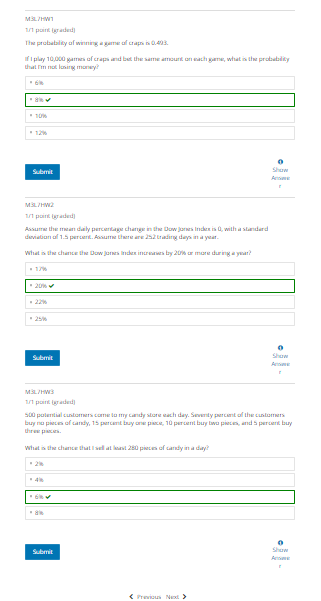 M3L7HW1
1/1 point (graded)
The probability of winning a game of craps is 0.493.
If I play 10,000 games of craps and bet the same amount on each game, what is the probability
that I'm not losing money?
6%
8% ✔
10%
12%
Submit
Show
Answe
r
M3L7HW2
1/1 point (graded)
Assume the mean daily percentage change in the Dow Jones Index is 0, with a standard
deviation of 1.5 percent. Assume there are 252 trading days in a year.
What is the chance the Dow Jones Index increases by 20% or more during a year?
17%
20% ✔
22%
25%
Submit
Show
Answe
r
M3L7HW3
1/1 point (graded)
500 potential customers come to my candy store each day. Seventy percent of the customers
buy no pieces of candy, 15 percent buy one piece, 10 percent buy two pieces, and 5 percent buy
three pieces.
What is the chance that I sell at least 280 pieces of candy in a day?
2%
4%
6% ✔
8%
Submit
Show
Answe
r
Previous Next